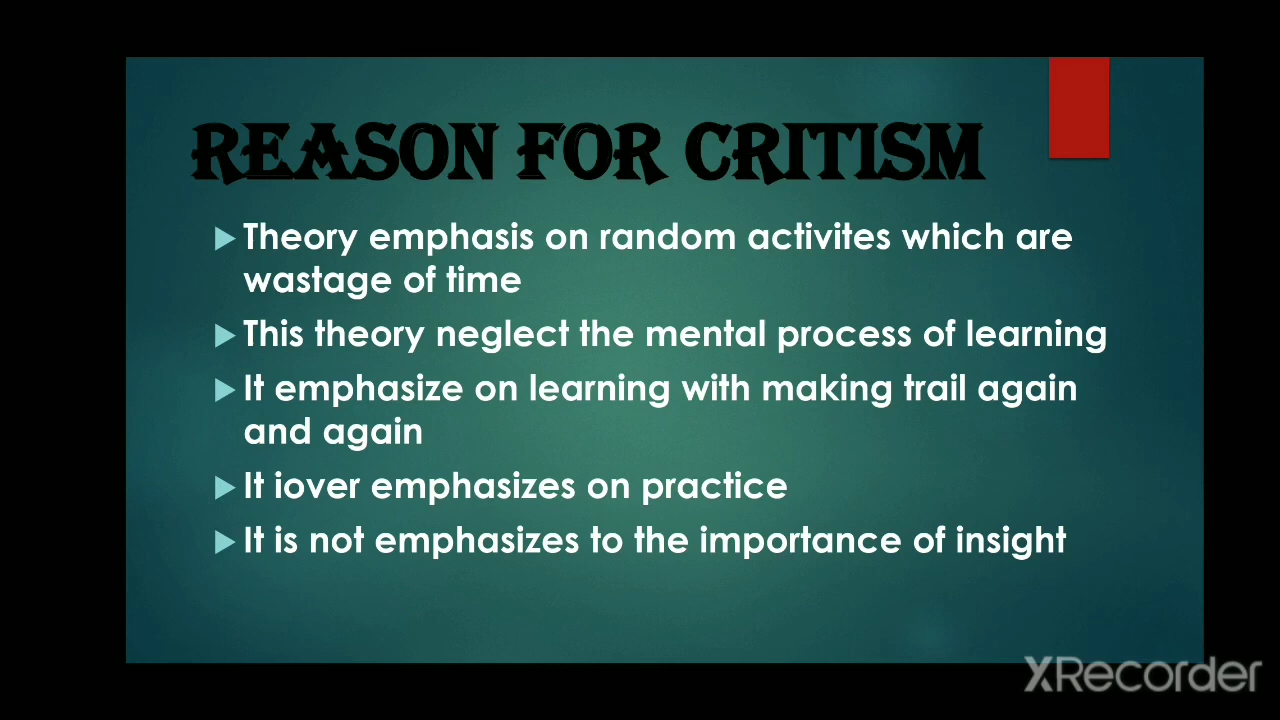 REASON FOR CRITISM
Theory emphasis on random activites which are
wastage of time
This theory neglect the mental process of learning
It emphasize on learning with making trail again
and again
It iover emphasizes on practice
It is not emphasizes to the importance of insight
XRecorder